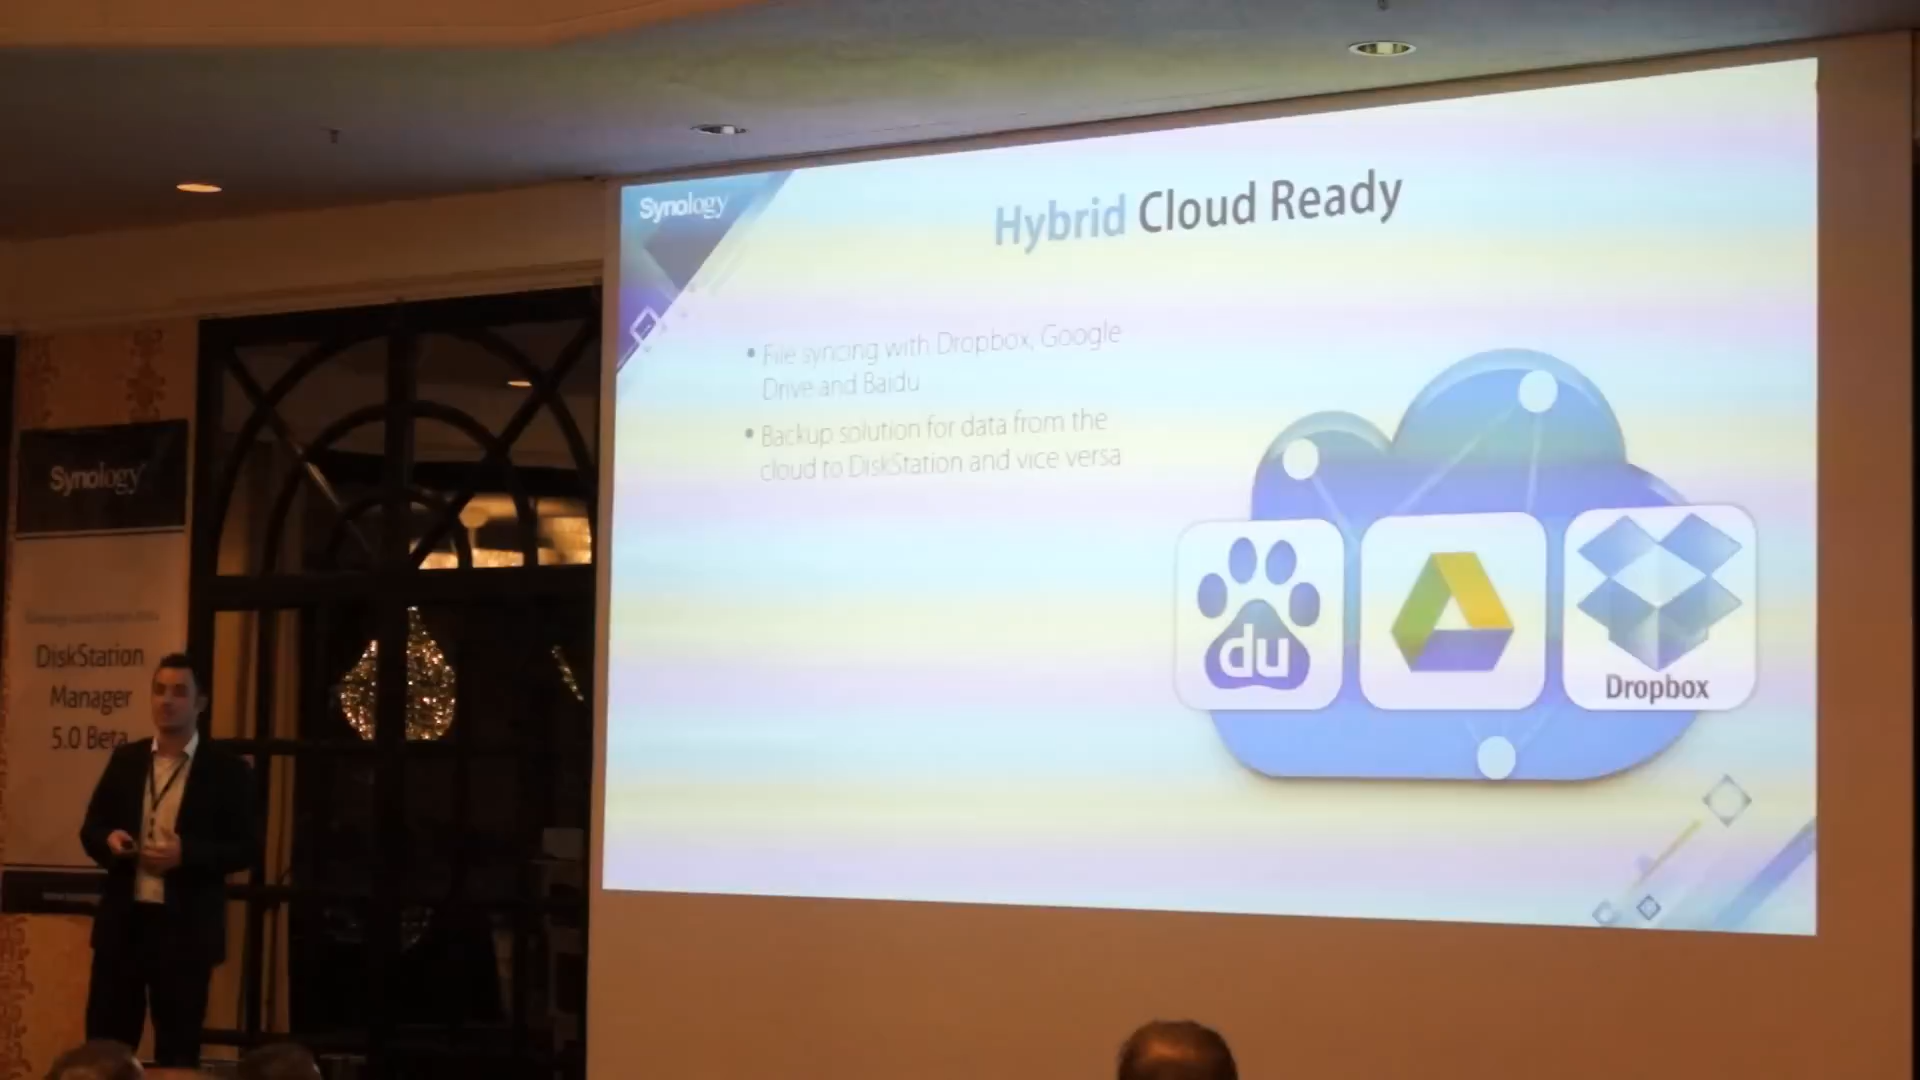 Synology
Hybrid Cloud Ready
• File syncing with Dropbox, Google
Drive and Baidu
• Backup solution for data from the
cloud to DiskStation and vice versa
du
Dropbox
Synology
DiskStation
Manager
5.0 Beta